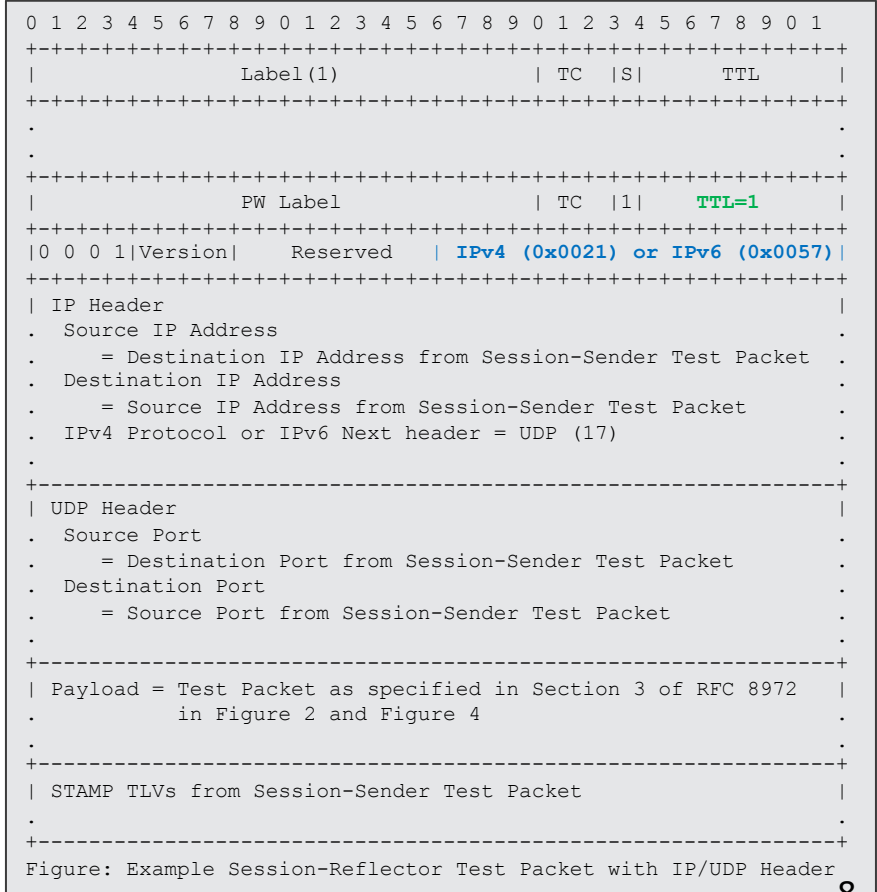 0 1 2 3 4 5 6 7 8 9 0 1 2 3 4 5 6 7 8 9 0 1 2 3 4 5 6 7 8 9 0 1
+-+-+-+-+-+-+-+-+-+-+-+-+-+-+-+-+-+-+-+-+-+-+-+-+-+-+-+-+-+-+-+-+
|                Label(1)               | TC  |S|      TTL      |
+-+-+-+-+-+-+-+-+-+-+-+-+-+-+-+-+-+-+-+-+-+-+-+-+-+-+-+-+-+-+-+-+
.                                                               .
.                                                               .
+-+-+-+-+-+-+-+-+-+-+-+-+-+-+-+-+-+-+-+-+-+-+-+-+-+-+-+-+-+-+-+-+
|                PW Label               | TC  |1|    TTL=1      |
+-+-+-+-+-+-+-+-+-+-+-+-+-+-+-+-+-+-+-+-+-+-+-+-+-+-+-+-+-+-+-+-+
|0 0 0 1|Version|    Reserved   | IPv4 (0x0021) or IPv6 (0x0057)|
+-+-+-+-+-+-+-+-+-+-+-+-+-+-+-+-+-+-+-+-+-+-+-+-+-+-+-+-+-+-+-+-+
| IP Header                                                     |
.  Source IP Address                                            .
.     = Destination IP Address from Session-Sender Test Packet  .
.  Destination IP Address                                       .
.     = Source IP Address from Session-Sender Test Packet       .
.  IPv4 Protocol or IPv6 Next header = UDP (17)                 .
.                                                               .
+---------------------------------------------------------------+
| UDP Header                                                    |
.  Source Port                                                  .
.     = Destination Port from Session-Sender Test Packet        .
.  Destination Port                                             .
.     = Source Port from Session-Sender Test Packet             .
.                                                               .
+---------------------------------------------------------------+
| Payload = Test Packet as specified in Section 3 of RFC 8972   |
.           in Figure 2 and Figure 4                            .
.                                                               .
+---------------------------------------------------------------+
| STAMP TLVs from Session-Sender Test Packet                    |
.                                                               .
+---------------------------------------------------------------+
Figure: Example Session-Reflector Test Packet with IP/UDP Header